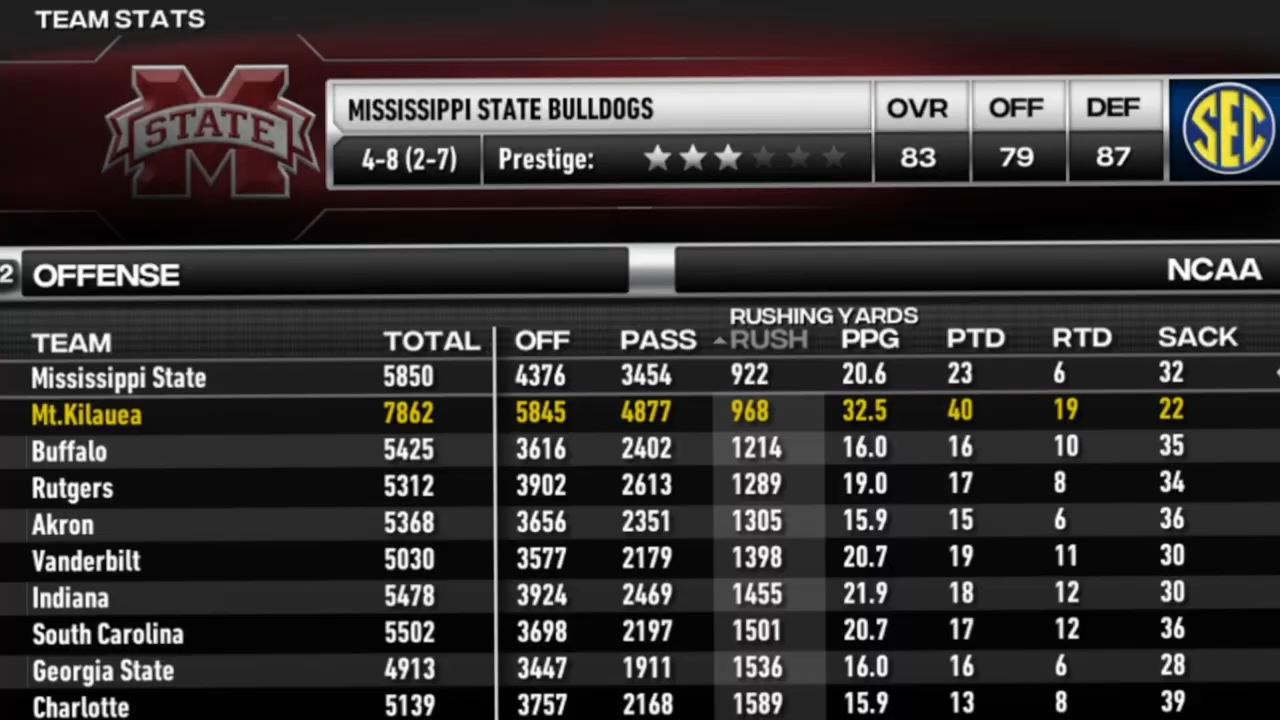 TEAM STATS
STATE
MISSISSIPPI STATE BULLDOGS OVR OFF DEF SEC
4-8 (2-7) Prestige: 83 79 87
2 OFFENSE NCAA
RUSHING YARDS
TEAM TOTAL OFF PASS RUSH PPG PTD RTD SACK
Mississippi State 5850 4376 3454 922 20.6 23 6 32
Mt.Kilauea 7862 5845 4877 968 32.5 40 19 22
Buffalo 5425 3616 2402 1214 16.0 16 10 35
Rutgers 5312 3902 2613 1289 19.0 17 8 34
Akron 5368 3656 2351 1305 15.9 15 6 36
Vanderbilt 5030 3577 2179 1398 20.7 19 11 30
Indiana 5478 3924 2469 1455 21.9 18 12 30
South Carolina 5502 3698 2197 1501 20.7 17 12 36
Georgia State 4913 3447 1911 1536 16.0 16 6 28
Charlotte 5139 3757 2168 1589 15.9 13 8 39